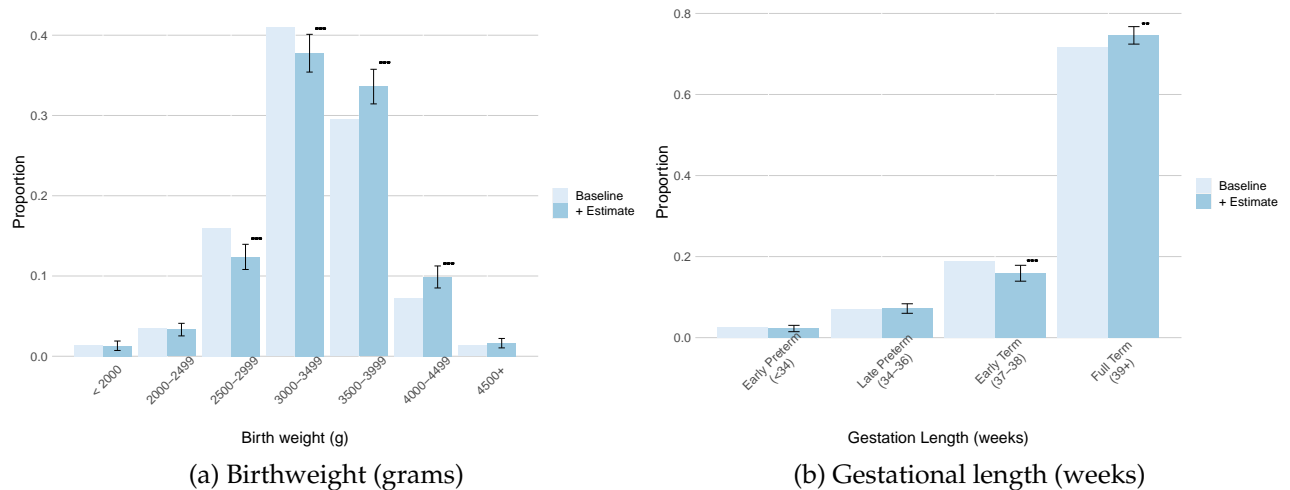 0.4
0.3
0.2
0.1
0.0
Proportion
***
***
***
***
< 2000
2000–2499
2500–2999
3000–3499
3500–3999
4000–4499
4500+
Birth weight (g)
Baseline
+ Estimate
(a) Birthweight (grams)
0.8
0.6
0.4
0.2
0.0
Proportion
***
**
Early Preterm
(<34)
Late Preterm
(34–36)
Early Term
(37–38)
Full Term
(39+)
Gestation Length (weeks)
Baseline
+ Estimate
(b) Gestational length (weeks)